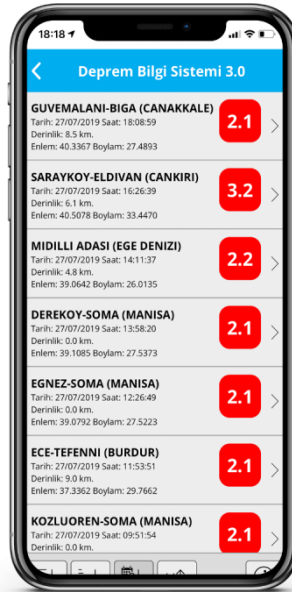 18:18
Deprem Bilgi Sistemi 3.0
GUVEMALANI-BIGA (CANAKKALE)
Tarih: 27/07/2019 Saat: 18:08:59
Derinlik: 8.5 km.
Enlem: 40.3367 Boylam: 27.4893
2.1
SARAYKOY-ELDIVAN (CANKIRI)
Tarih: 27/07/2019 Saat: 16:26:39
Derinlik: 6.1 km.
Enlem: 40.5078 Boylam: 33.4470
3.2
MIDILLI ADASI (EGE DENIZI)
Tarih: 27/07/2019 Saat: 14:11:37
Derinlik: 4.8 km.
Enlem: 39.0642 Boylam: 26.0135
2.2
DEREKOY-SOMA (MANISA)
Tarih: 27/07/2019 Saat: 13:58:20
Derinlik: 0.0 km.
Enlem: 39.1085 Boylam: 27.5373
2.1
EGNEZ-SOMA (MANISA)
Tarih: 27/07/2019 Saat: 12:26:49
Derinlik: 0.0 km.
Enlem: 39.0792 Boylam: 27.5223
2.1
ECE-TEFENNI (BURDUR)
Tarih: 27/07/2019 Saat: 11:53:51
Derinlik: 9.0 km.
Enlem: 37.3362 Boylam: 29.7662
2.1
KOZLUOREN-SOMA (MANISA)
Tarih: 27/07/2019 Saat: 09:51:54
Derinlik: 0.0 km.
2.1